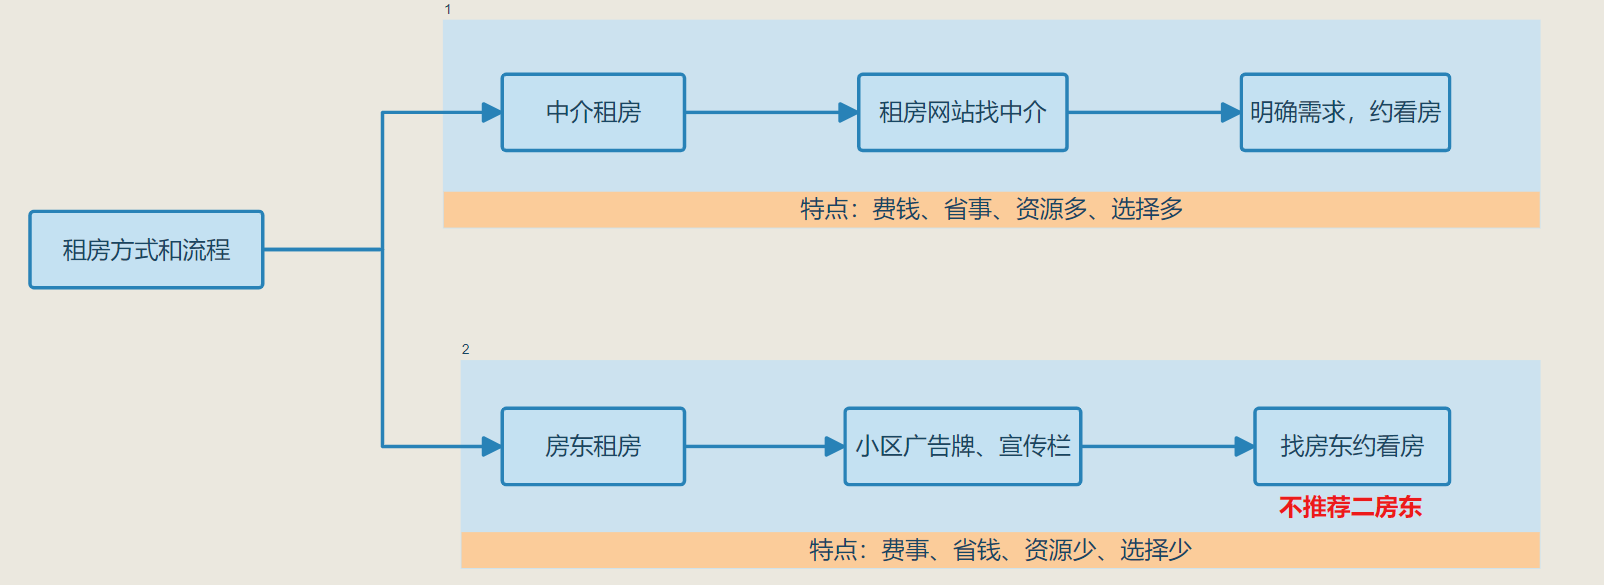 1
中介租房
租房网站找中介
明确需求，约看房
特点：费钱、省事、资源多、选择多
租房方式和流程
2
房东租房
小区广告牌、宣传栏
找房东约看房
不推荐二房东
特点：费事、省钱、资源少、选择少